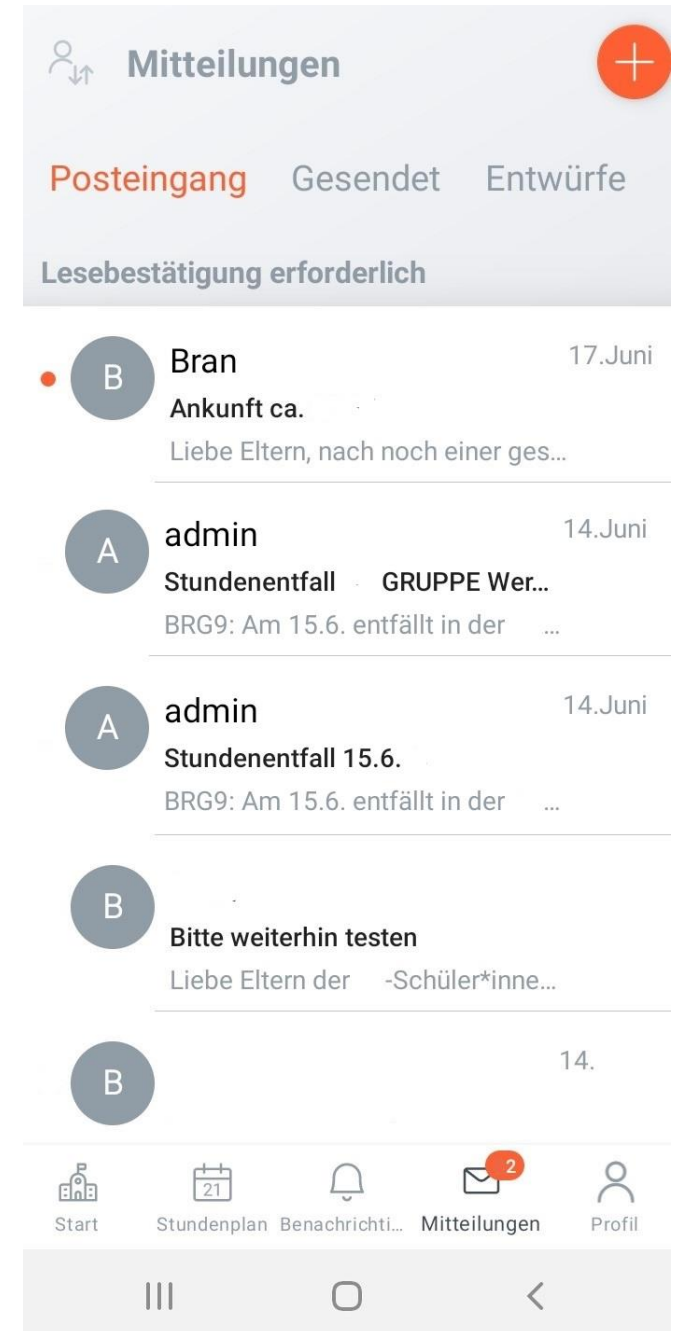 Mitteilungen
Posteingang Gesendet Entwürfe
Lesebestätigung erforderlich
B Bran 17.Juni
Ankunft ca.
Liebe Eltern, nach noch einer ges...
A admin 14.Juni
Stundenentfall GRUPPE Wer...
BRG9: Am 15.6. entfällt in der ...
A admin 14.Juni
Stundenentfall 15.6.
BRG9: Am 15.6. entfällt in der ...
B
Bitte weiterhin testen
Liebe Eltern der -Schüler*inne...
B 14.
21 2
Start Stundenplan Benachrichti... Mitteilungen Profil